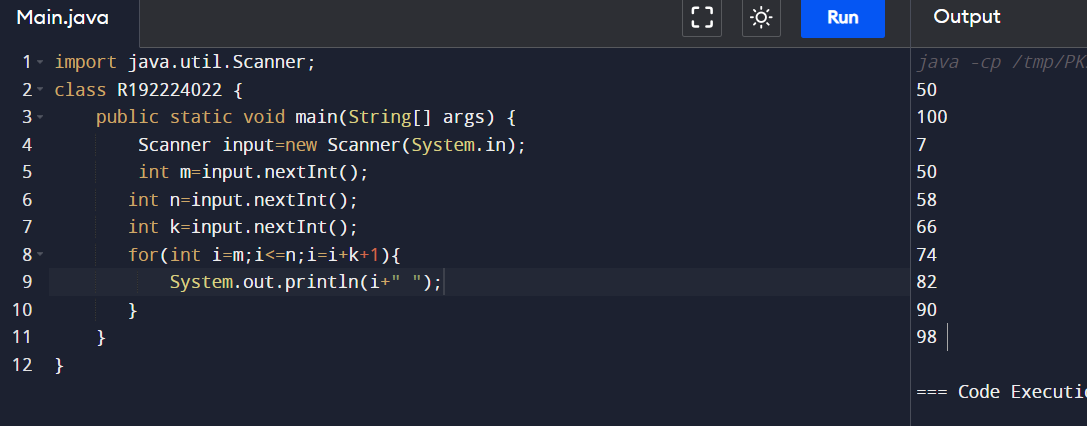 Main.java
Run
Output
1 import java.util.Scanner;
2 class R192224022 {
3 public static void main(String[] args) {
4 Scanner input=new Scanner(System.in);
5 int m=input.nextInt();
6 int n=input.nextInt();
7 int k=input.nextInt();
8 for(int i=m;i<=n;i=i+k+1){
9 System.out.println(i+" ");
10 }
11 }
12 }
java -cp /tmp/PK
50
100
7
50
58
66
74
82
90
98
=== Code